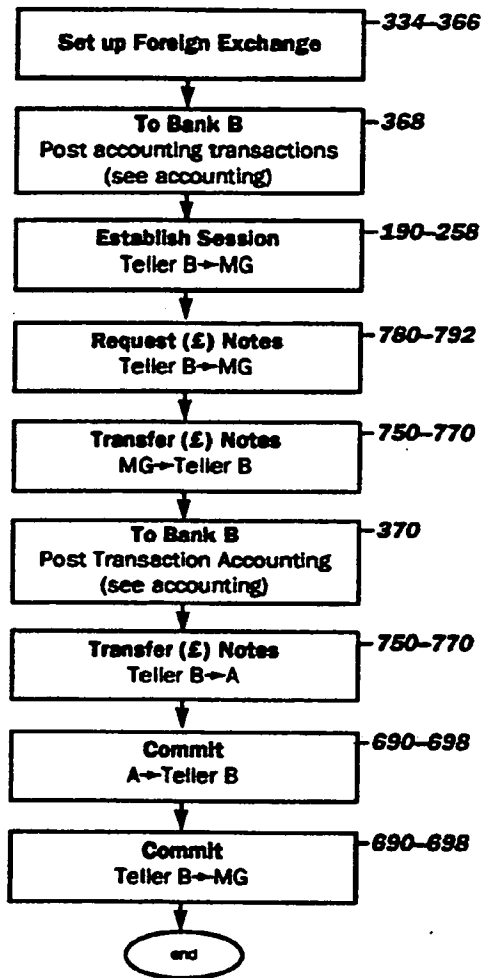 Set up Foreign Exchange
334–366
To Bank B
368
Post accounting transactions
(see accounting)
Establish Session
190–258
Teller B→MG
Request (£) Notes
780–792
Teller B→MG
Transfer (£) Notes
750–770
MG→Teller B
To Bank B
370
Post Transaction Accounting
(see accounting)
Transfer (£) Notes
750–770
Teller B→A
Commit
690–698
A→Teller B
Commit
690–698
Teller B→MG
end